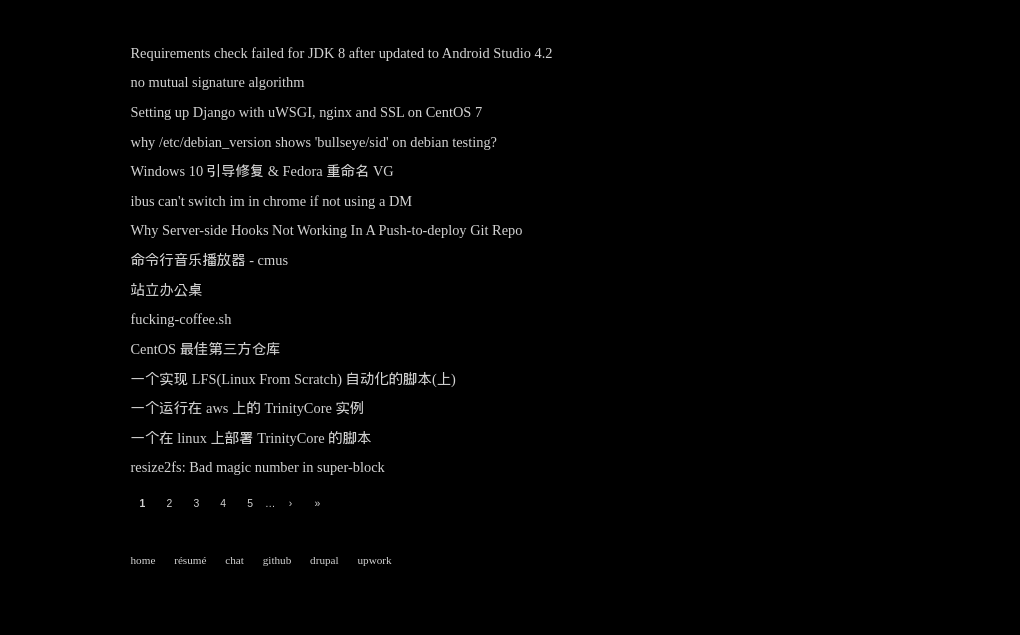 Requirements check failed for JDK 8 after updated to Android Studio 4.2
no mutual signature algorithm
Setting up Django with uWSGI, nginx and SSL on CentOS 7
why /etc/debian_version shows 'bullseye/sid' on debian testing?
Windows 10 引导修复 & Fedora 重命名 VG
ibus can't switch im in chrome if not using a DM
Why Server-side Hooks Not Working In A Push-to-deploy Git Repo
命令行音乐播放器 - cmus
站立办公桌
fucking-coffee.sh
CentOS 最佳第三方仓库
一个实现 LFS(Linux From Scratch) 自动化的脚本(上)
一个运行在 aws 上的 TrinityCore 实例
一个在 linux 上部署 TrinityCore 的脚本
resize2fs: Bad magic number in super-block
1 2 3 4 5 … › »
home résumé chat github drupal upwork